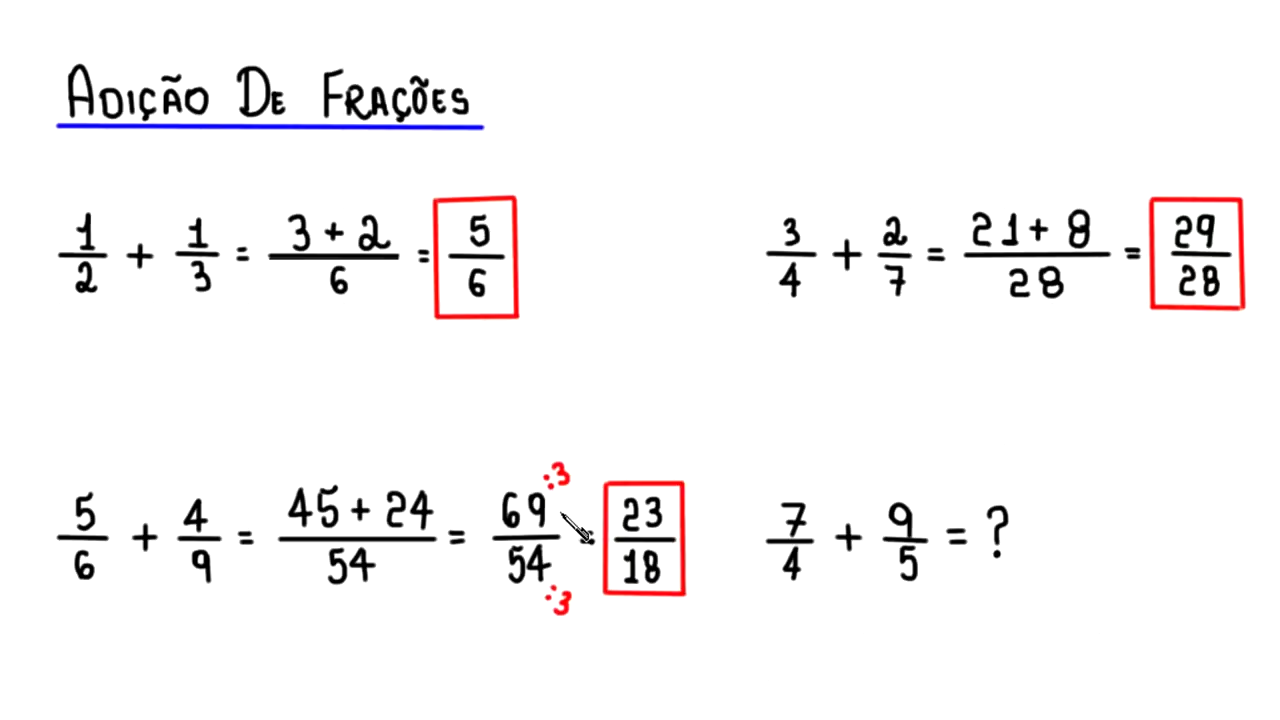 ADIÇÃO DE FRAÇÕES
1/2 + 1/3 = (3 + 2)/6 = 5/6
3/4 + 2/7 = (21 + 8)/28 = 29/28
5/6 + 4/9 = (45 + 24)/54 = 69 :3/54 :3 = 23/18
7/4 + 9/5 = ?